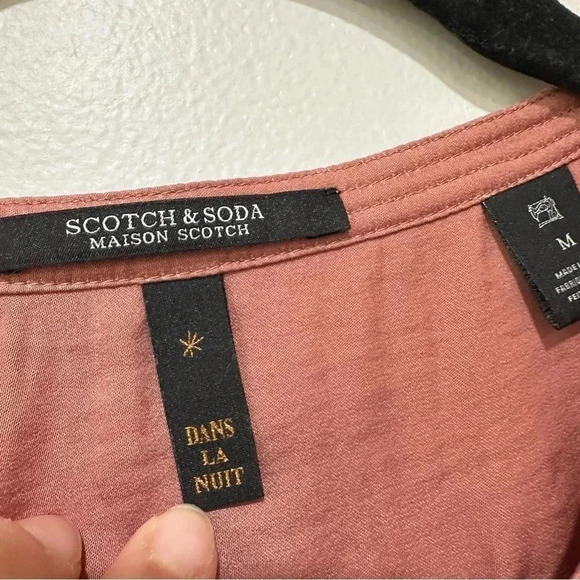 SCOTCH & SODA
MAISON SCOTCH
DANS
LA
NUIT
M
MADE